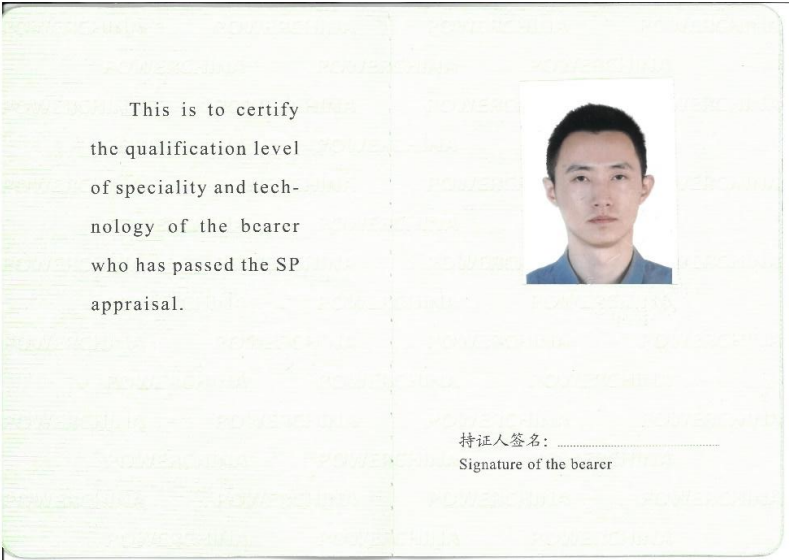 This is to certify
the qualification level
of speciality and tech-
nology of the bearer
who has passed the SP
appraisal.
持证人签名：
Signature of the bearer